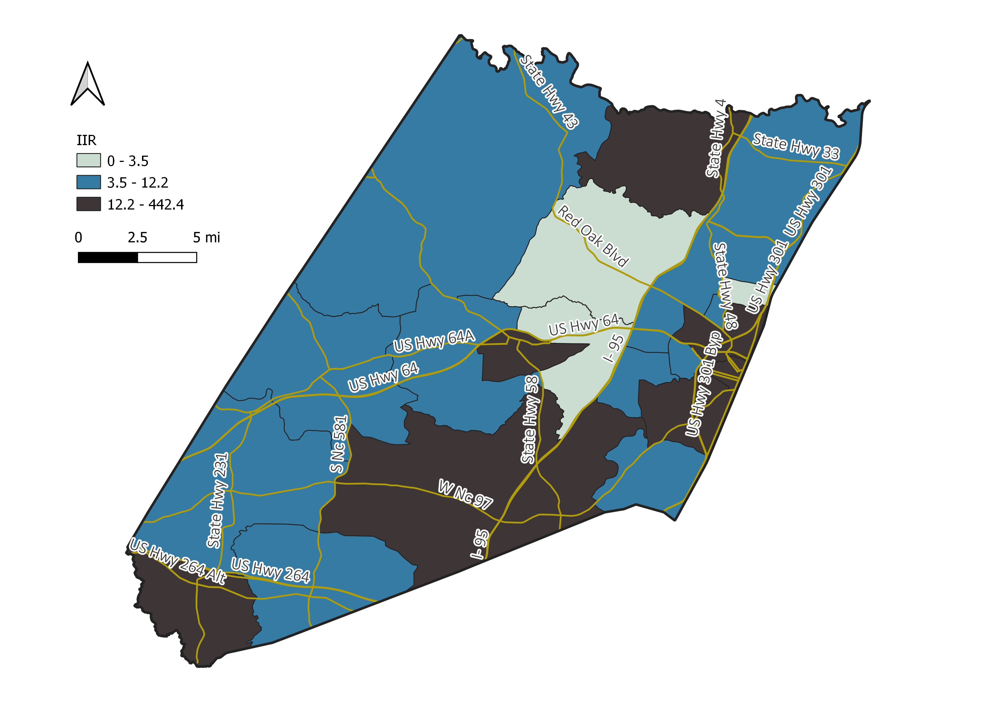 IIR
0 - 3.5
3.5 - 12.2
12.2 - 442.4
0 2.5 5 mi
State Hwy 43
State Hwy 4
State Hwy 33
US Hwy 301
Red Oak Blvd
State Hwy 48
US Hwy 301
US Hwy 64
US Hwy 64A
I- 95
US Hwy 64
US Hwy 301 Byp
State Hwy 58
S Nc 581
State Hwy 231
W Nc 97
I- 95
US Hwy 264 Alt
US Hwy 264